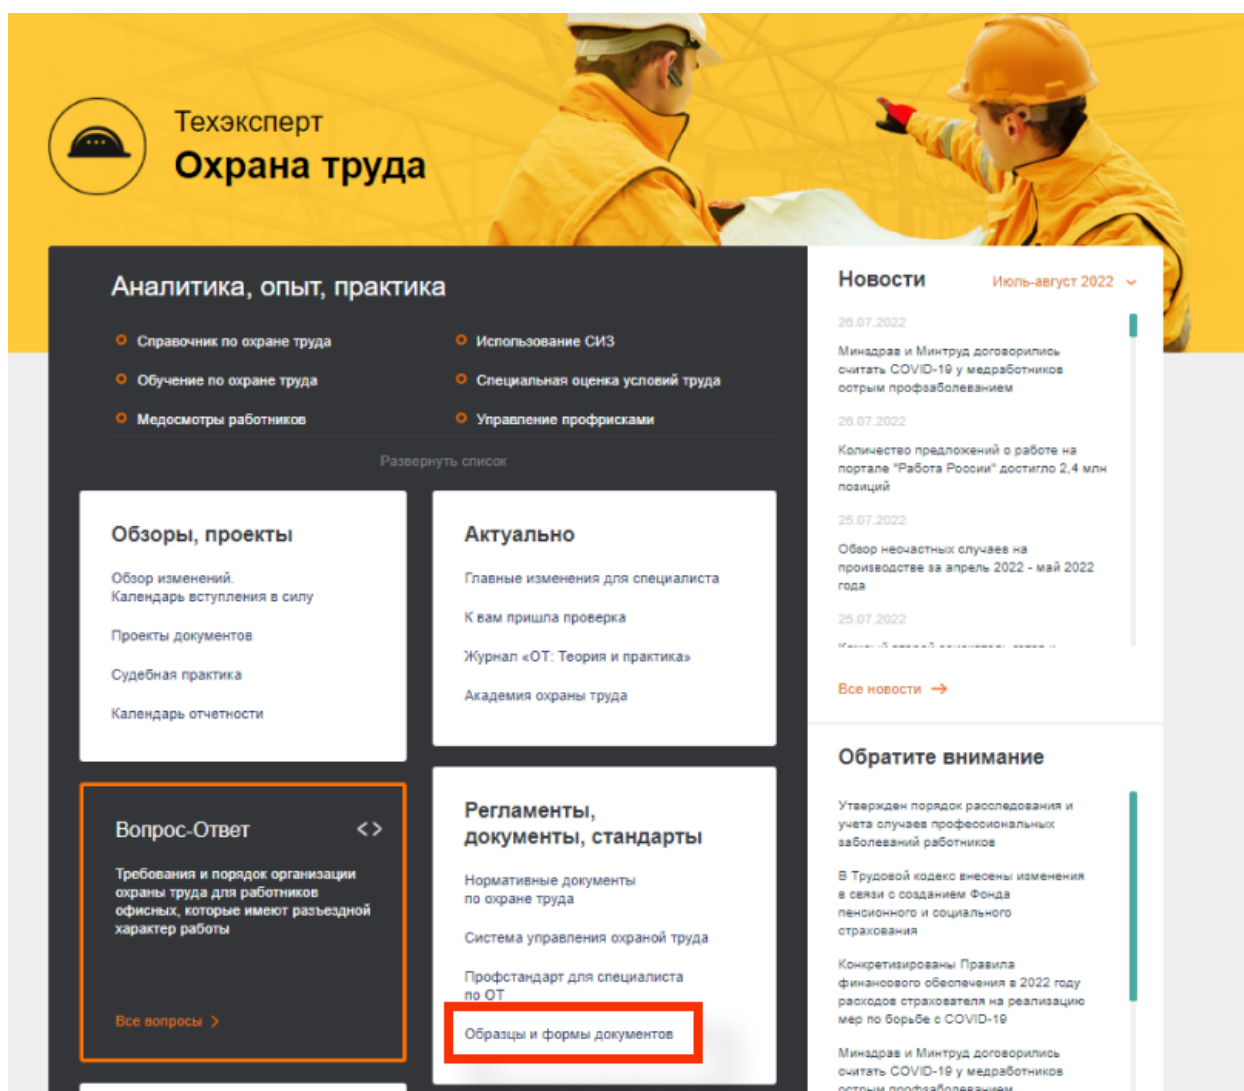 Техэксперт
Охрана труда
Аналитика, опыт, практика
Справочник по охране труда
Обучение по охране труда
Медосмотры работников
Использование СИЗ
Специальная оценка условий труда
Управление профрисками
Развернуть список
Обзоры, проекты
Обзор изменений.
Календарь вступления в силу
Проекты документов
Судебная практика
Календарь отчетности
Актуально
Главные изменения для специалиста
К вам пришла проверка
Журнал «ОТ: Теория и практика»
Академия охраны труда
Вопрос-Ответ <>
Требования и порядок организации
охраны труда для работников
офисных, которые имеют разъездной
характер работы
Все вопросы >
Регламенты,
документы, стандарты
Нормативные документы
по охране труда
Система управления охраной труда
Профстандарт для специалиста
по ОТ
Образцы и формы документов
Новости Июль-август 2022
26.07.2022
Минздрав и Минтруд договорились
считать COVID-19 у медработников
острым профзаболеванием
26.07.2022
Количество предложений о работе на
портале "Работа России" достигло 2,4 млн
позиций
25.07.2022
Обзор несчастных случаев на
производстве за апрель 2022 - май 2022
года
25.07.2022
Все новости →
Обратите внимание
Утвержден порядок расследования и
учета случаев профессиональных
заболеваний работников
В Трудовой кодекс внесены изменения
в связи с созданием Фонда
пенсионного и социального
страхования
Конкретизированы Правила
финансового обеспечения в 2022 году
расходов страхователя на реализацию
мер по борьбе с COVID-19
Минздрав и Минтруд договорились
считать COVID-19 у медработников
острым профзаболеванием